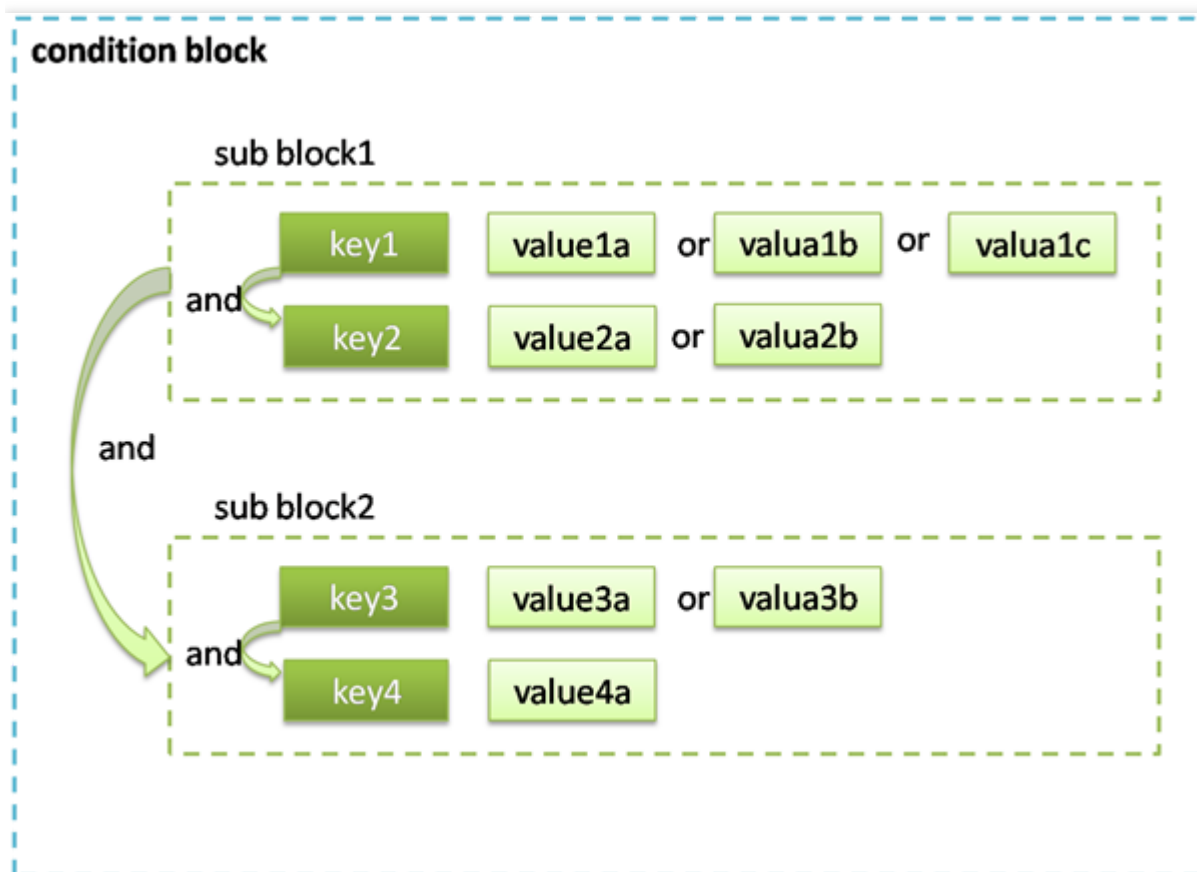 condition block
sub block1
key1 value1a or valua1b or valua1c
and
key2 value2a or valua2b
and
sub block2
key3 value3a or valua3b
and
key4 value4a